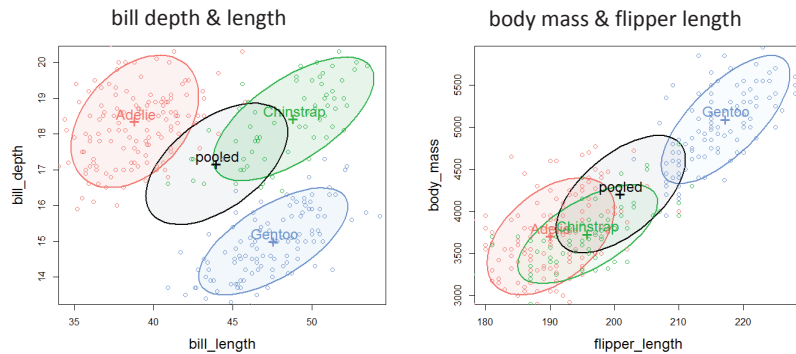 bill depth & length
body mass & flipper length
bill_depth
20
19
18
17
16
15
14
Adelie
Chinstrap
pooled
Gentoo
35
40
45
50
bill_length
body_mass
5500
5000
4500
4000
3500
3000
Gentoo
pooled
Adelie
Chinstrap
180
190
200
210
220
flipper_length